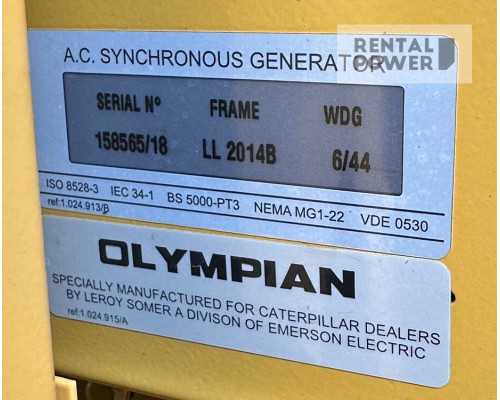 RENTAL
POWER
A.C. SYNCHRONOUS GENERATOR
SERIAL Nº FRAME WDG
158565/18 LL 2014B 6/44
ISO 8528-3 IEC 34-1 BS 5000-PT3 NEMA MG1-22 VDE 0530
ref:1.024.913/B
OLYMPIAN
SPECIALLY MANUFACTURED FOR CATERPILLAR DEALERS
BY LEROY SOMER A DIVISON OF EMERSON ELECTRIC
ref:1.024.915/A